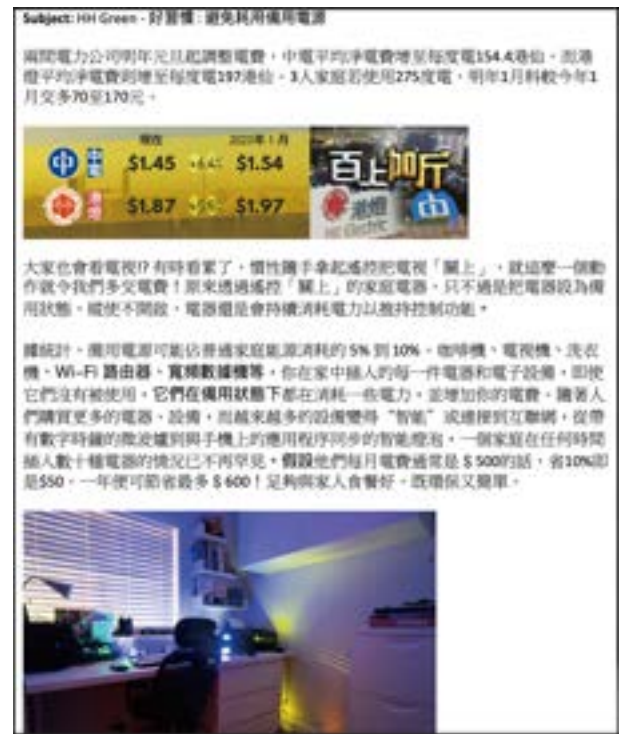 Subject: HH Green - 好習慣：避免耗用備用電源
兩間電力公司明年元旦起調整電費，中電平均淨電費增至每度電154.4港仙，而港
燈平均淨電費則增至每度電197港仙。3人家庭若使用275度電，明年1月料較今年1
月交多70至170元。
現在
1月
中電 $1.45 $1.54
港燈 $1.87 $1.97
百上加斤
港燈
HK Electric
大家也會看電視!? 有時看累了，慣性隨手拿起遙控把電視「關上」，就這麼一個動
作就令我們多交電費！原來透過遙控「關上」的家庭電器，只不過是把電器設為備
用狀態。縱使不開啟，電器還是會持續消耗電力以維持控制功能。
據統計，備用電源可能佔普通家庭能源消耗的 5% 到 10%。咖啡機、電視機、洗衣
機、Wi-Fi 路由器、寬頻數據機等，你在家中插入的每一件電器和電子設備，即使
它們沒有被使用，它們在備用狀態下都在消耗一些電力，並增加你的電費。隨著人
們購買更多的電器、設備，而越來越多的設備變得“智能”或連接到互聯網，從帶
有數字時鐘的微波爐到與手機上的應用程序同步的智能燈泡，一個家庭在任何時間
插入數十種電器的情況已不再罕見。假設他們每月電費通常是 $ 500的話，省10%即
是$50，一年便可節省最多 $ 600！足夠與家人食餐好，既環保又簡單。